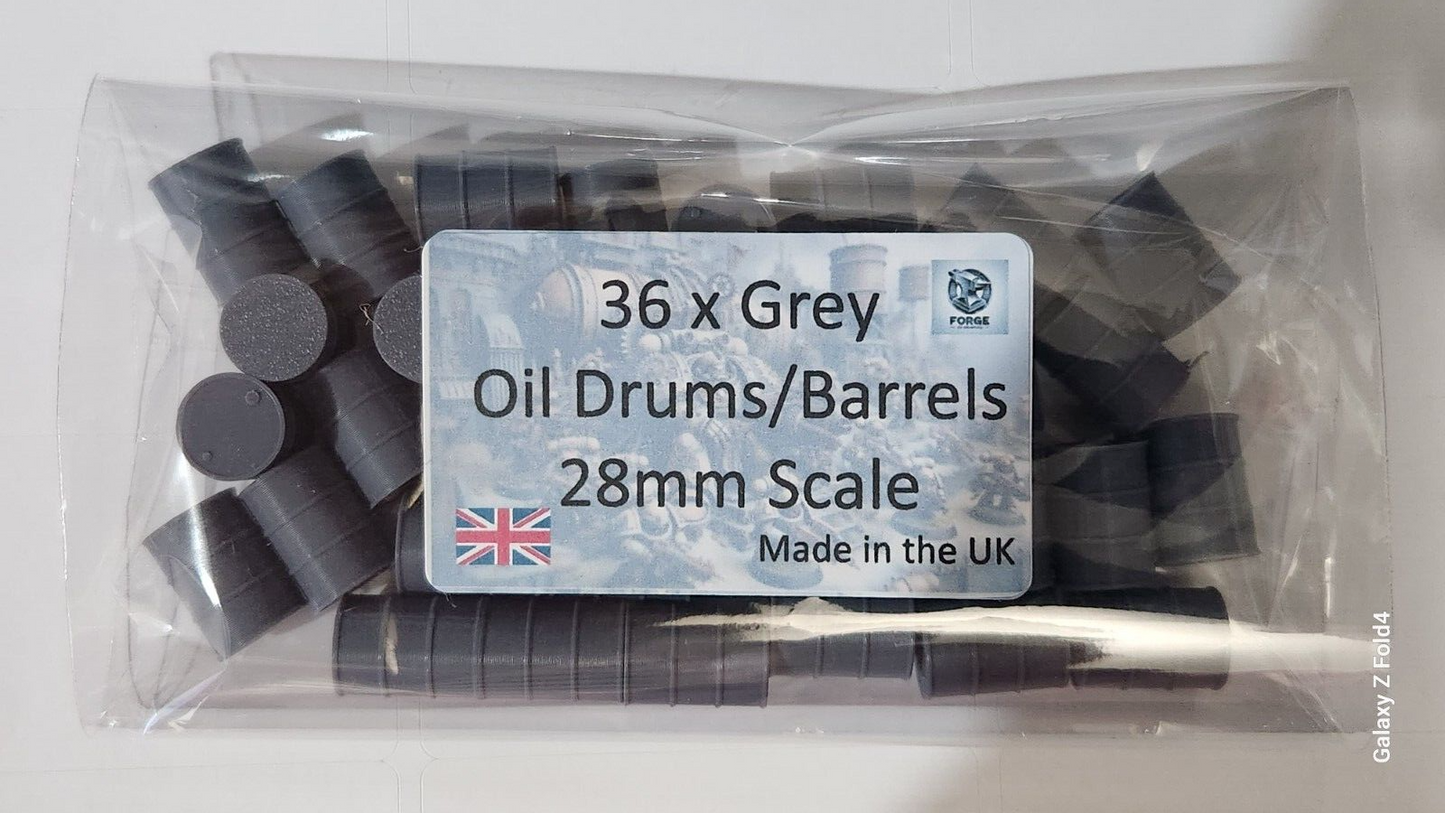 36 x Grey
FORGE
Oil Drums/Barrels
28mm Scale
Made in the UK
Galaxy Z Fold4